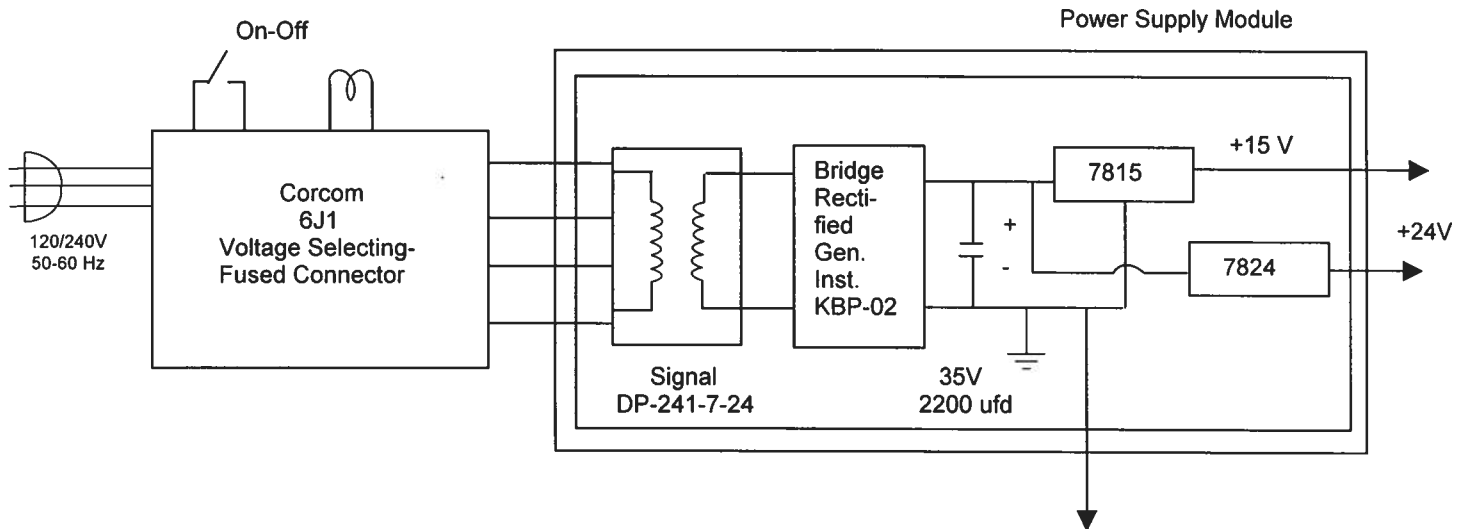 Power Supply Module
On-Off
120/240V
50-60 Hz
Corcom
6J1
Voltage Selecting-
Fused Connector
Signal
DP-241-7-24
Bridge
Recti-
fied
Gen.
Inst.
KBP-02
+
-
35V
2200 ufd
7815
+15 V
7824
+24V